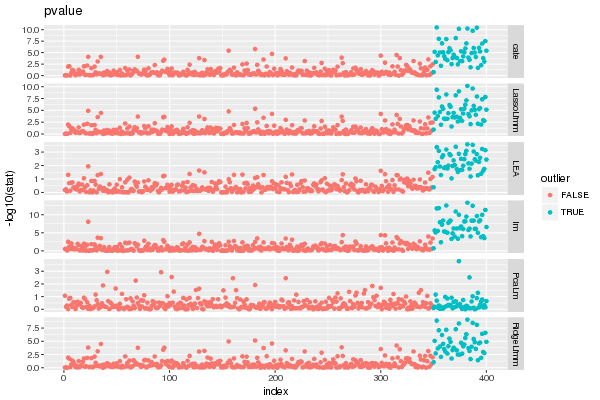 pvalue
10.0
7.5
5.0
2.5
0.0
cate
10.0
7.5
5.0
2.5
0.0
LassoLfmm
3
2
1
0
LEA
10
5
0
lm
3
2
1
0
PcaLm
7.5
5.0
2.5
0.0
RidgeLfmm
0
100
200
300
400
index
-log10(stat)
outlier
FALSE
TRUE